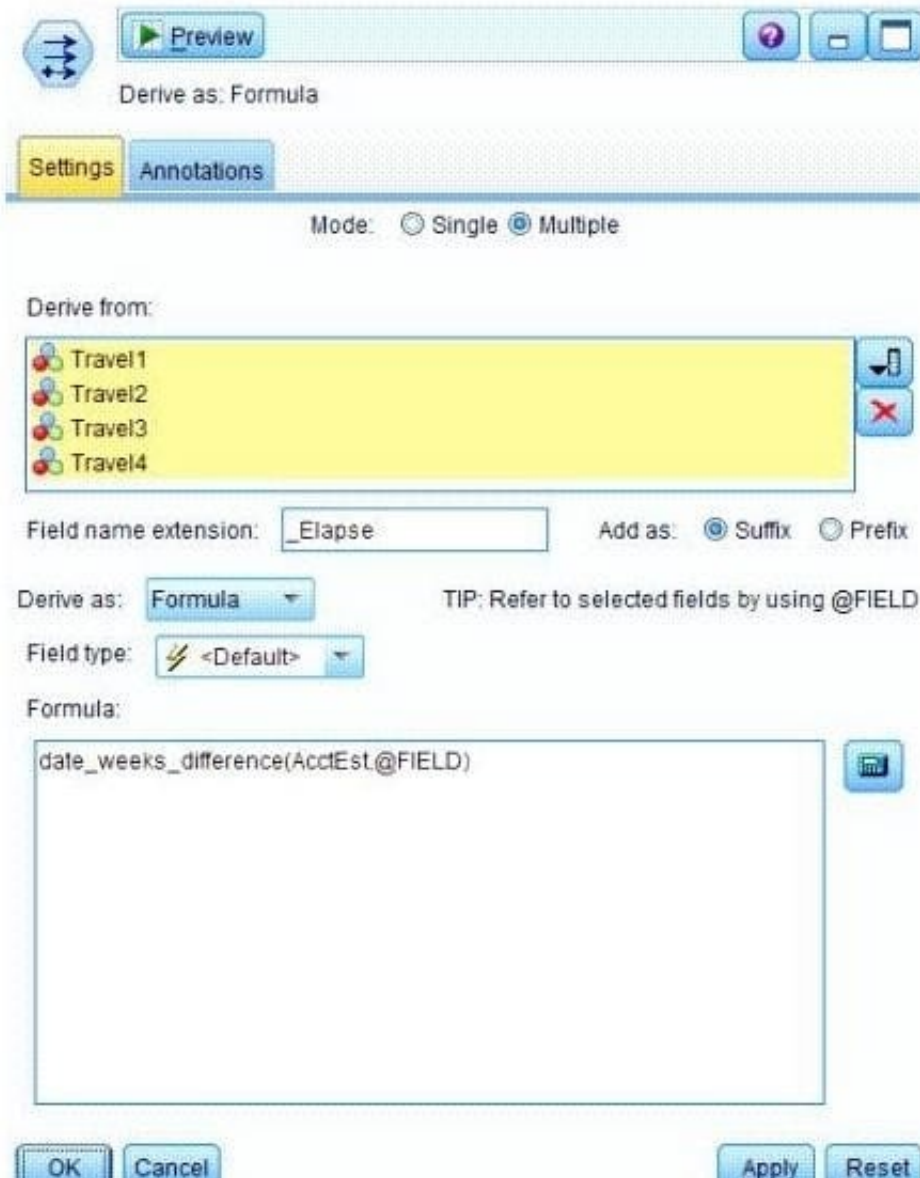 Preview
Derive as: Formula
Settings Annotations
Mode: Single Multiple
Derive from:
Travel1
Travel2
Travel3
Travel4
Field name extension: _Elapse Add as: Suffix Prefix
Derive as: Formula TIP: Refer to selected fields by using @FIELD
Field type: <Default>
Formula:
date_weeks_difference(AcctEst,@FIELD)
OK Cancel Apply Reset